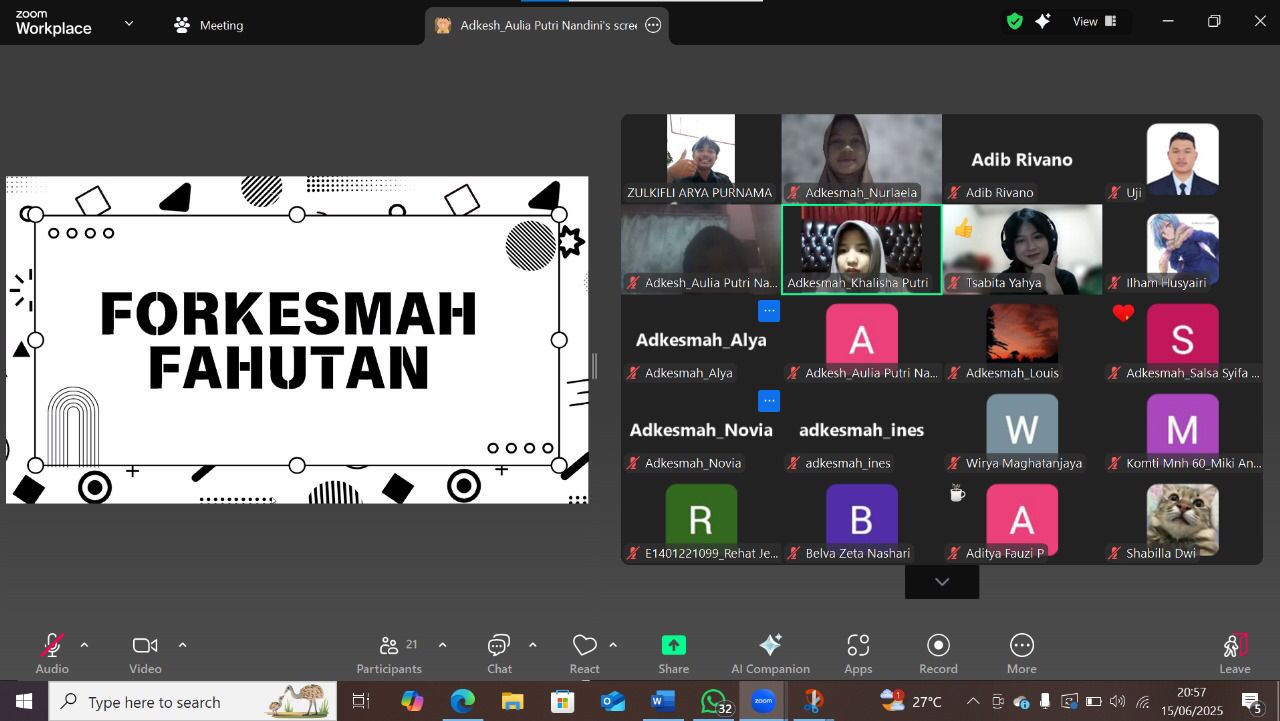 zoom
Workplace
Meeting
Adkesh_Aulia Putri Nandini's scre
View
FORKESMAH
FAHUTAN
ZULKIFLI ARYA PURNAMA
Adkesmah_Nurlaela
Adib Rivano
Adib Rivano
Uji
Adkesh_Aulia Putri Na...
Adkesmah_Khalisha Putri
Tsabita Yahya
Ilham Husyairi
Adkesmah_Alya
Adkesmah_Alya
A
Adkesh_Aulia Putri Na...
Adkesmah_Louis
S
Adkesmah_Salsa Syifa ...
Adkesmah_Novia
Adkesmah_Novia
adkesmah_ines
adkesmah_ines
W
Wirya Maghatanjaya
M
Komti Mnh 60_Miki An...
R
E1401221099_Rehat Je...
B
Belva Zeta Nashari
A
Aditya Fauzi P
Shabilla Dwi
Audio
Video
Participants
21
Chat
React
Share
AI Companion
Apps
Record
More
Leave
Type here to search
32
zoom
1
27°C
20:57
15/06/2025
5